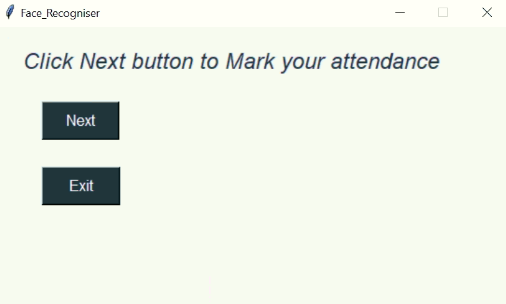 Face_Recogniser
Click Next button to Mark your attendance
Next
Exit